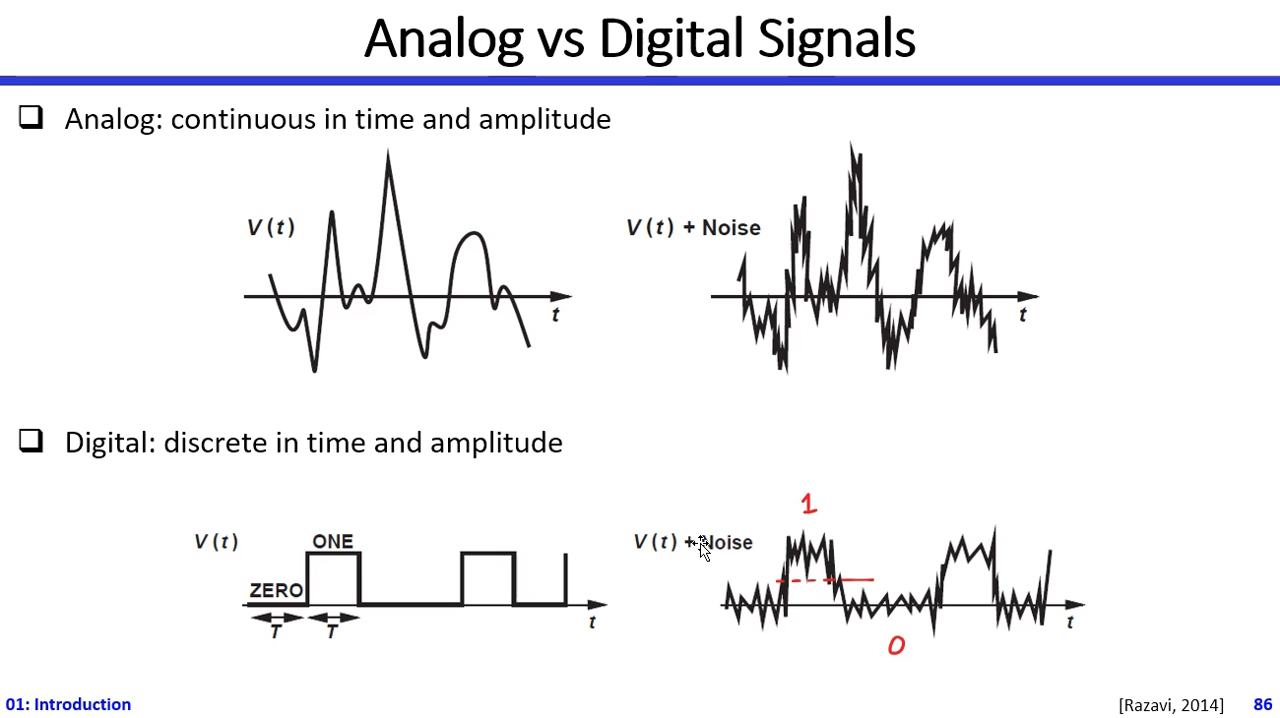 Analog vs Digital Signals
Analog: continuous in time and amplitude
V(t)
t
V(t) + Noise
t
Digital: discrete in time and amplitude
V(t)
ONE
ZERO
T
T
t
1
V(t) + Noise
0
t
01: Introduction
[Razavi, 2014]
86